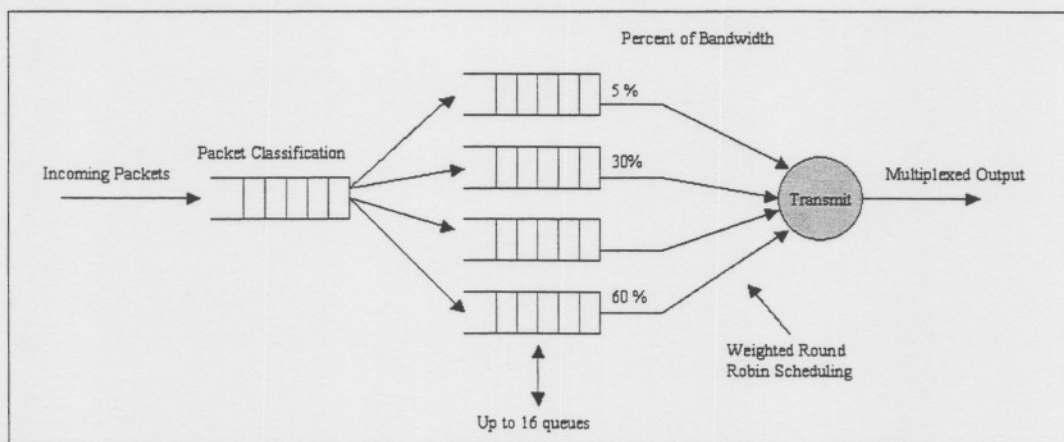 Percent of Bandwidth
5 %
Packet Classification
30%
Incoming Packets
Transmit
Multiplexed Output
60 %
Weighted Round
Robin Scheduling
Up to 16 queues